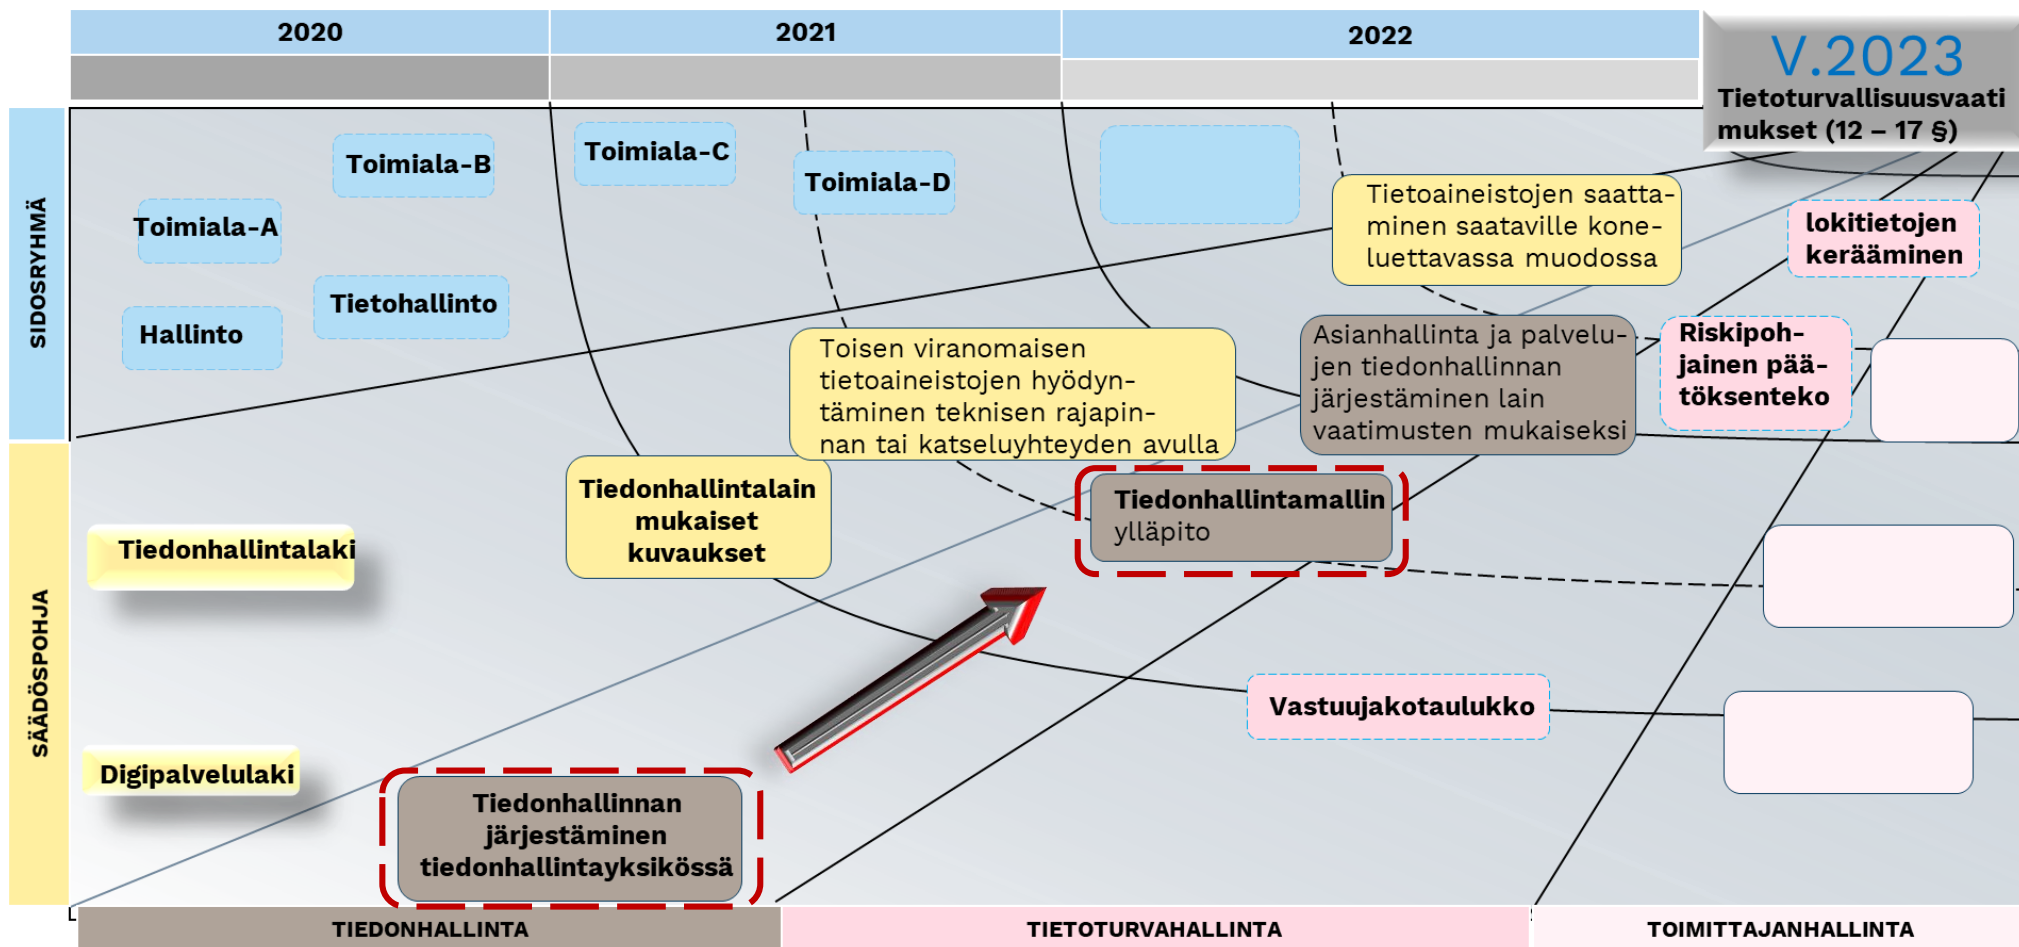 2020
2021
2022
V.2023
Tietoturvallisuusvaati
mukset (12 – 17 §)
SIDOSRYHMÄ
Toimiala-A
Toimiala-B
Toimiala-C
Toimiala-D
Hallinto
Tietohallinto
Tietoaineistojen saatta-
minen saataville kone-
luettavassa muodossa
lokitietojen
kerääminen
Toisen viranomaisen
tietoaineistojen hyödyn-
täminen teknisen rajapin-
nan tai katseluyhteyden avulla
Asianhallinta ja palvelu-
jen tiedonhallinnan
järjestäminen lain
vaatimusten mukaiseksi
Riskipoh-
jainen pää-
töksenteko
SÄÄDÖSPOHJA
Tiedonhallintalaki
Tiedonhallintalain
mukaiset
kuvaukset
Tiedonhallintamallin
ylläpito
Vastuujakotaulukko
Digipalvelulaki
Tiedonhallinnan
järjestäminen
tiedonhallintayksikössä
TIEDONHALLINTA
TIETOTURVAHALLINTA
TOIMITTAJANHALLINTA